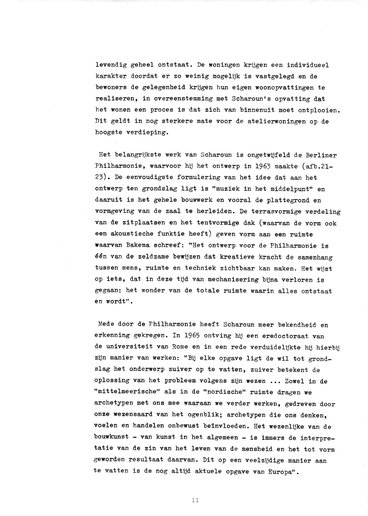 levendig geheel ontstaat. De woningen krijgen een individueel
karakter doordat er zo weinig mogelijk is vastgelegd en de
bewoners de gelegenheid krijgen hun eigen woonopvattingen te
realiseren, in overeenstemming met Scharoun's opvatting dat
het wonen een proces is dat zich van binnenuit moet ontplooien.
Dit geldt in nog sterkere mate voor de atelierwoningen op de
hoogste verdieping.
Het belangrijkste werk van Scharoun is ongetwijfeld de Berliner
Philharmonie, waarvoor hij het ontwerp in 1963 maakte (afb.21-
23). De eenvoudigste formulering van het idee dat aan het
ontwerp ten grondslag ligt is "muziek in het middelpunt" en
daaruit is het gehele bouwwerk en vooral de plattegrond en
vormgeving van de zaal te herleiden. De terrasvormige verdeling
van de zitplaatsen en het tentvormige dak (waarvan de vorm ook
een akoustische funktie heeft) geven vorm aan een ruimte
waarvan Bakema schreef: "Het ontwerp voor de Philharmonie is
één van de zeldzame bewijzen dat kreatieve kracht de samenhang
tussen mens, ruimte en techniek zichtbaar kan maken. Het wijst
op iets, dat in deze tijd van mechanisering bijna verloren is
gegaan: het wonder van de totale ruimte waarin alles ontstaat
en wordt".
Mede door de Philharmonie heeft Scharoun meer bekendheid en
erkenning gekregen. In 1965 ontving hij een eredoctoraat van
de universiteit van Rome en in een rede verduidelijkte hij hierbij
zijn manier van werken: "Bij elke opgave ligt de wil tot grond-
slag het onderwerp zuiver op te vatten, zuiver betekent de
oplossing van het probleem volgens zijn wezen ... Zowel in de
"mittelmeerische" als in de "nordische" ruimte dragen we
archetypen met ons mee waaraan we verder werken, gedreven door
onze wezensaard van het ogenblik; archetypen die ons denken,
voelen en handelen onbewust beïnvloeden. Het wezenlijke van de
bouwkunst - van kunst in het algemeen - is immers de interpre-
tatie van de zin van het leven van de mensheid en het tot vorm
geworden resultaat daarvan. Dit op een veelzijdige manier aan
te vatten is de nog altijd aktuele opgave van Europa".
11